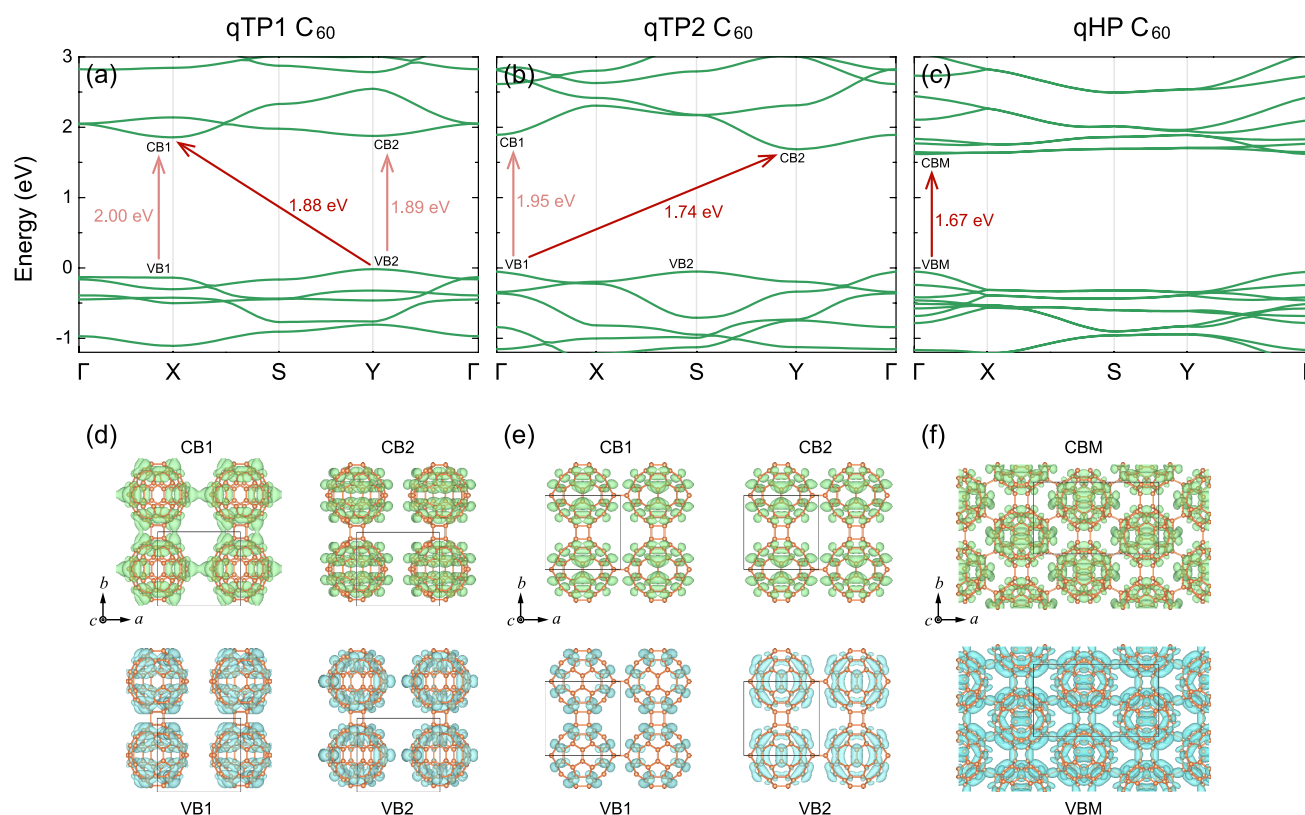 qTP1 C60
qTP2 C60
qHP C60
Energy (eV)
3
2
1
0
-1
(a)
CB1
CB2
2.00 eV
1.88 eV
1.89 eV
VB1
VB2
Γ X S Y Γ
(b)
CB1
CB2
1.95 eV
1.74 eV
VB1
VB2
Γ X S Y Γ
(c)
CBM
1.67 eV
VBM
Γ X S Y
(d)
CB1
CB2
b
c
a
VB1
VB2
(e)
CB1
CB2
b
c
a
VB1
VB2
(f)
CBM
b
c
a
VBM